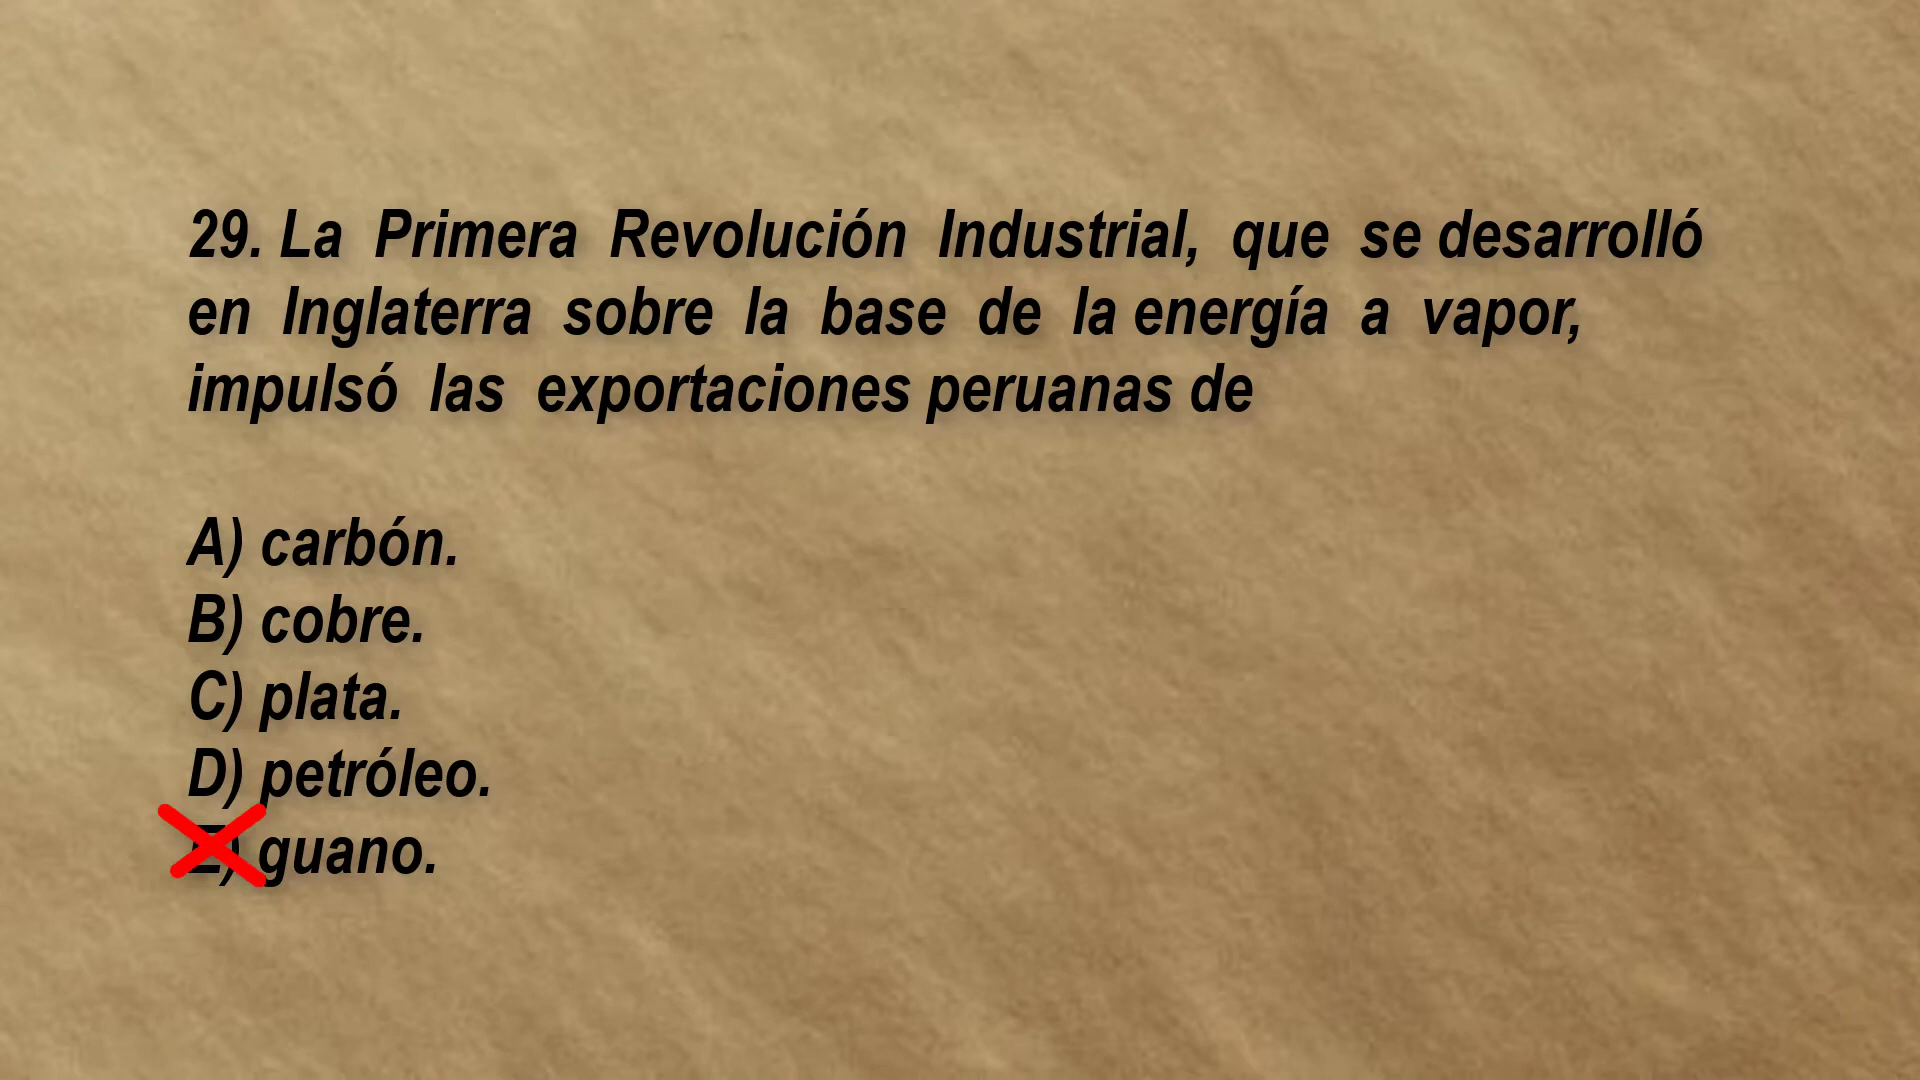 29. La Primera Revolución Industrial, que se desarrolló
en Inglaterra sobre la base de la energía a vapor,
impulsó las exportaciones peruanas de
A) carbón.
B) cobre.
C) plata.
D) petróleo.
E) guano.